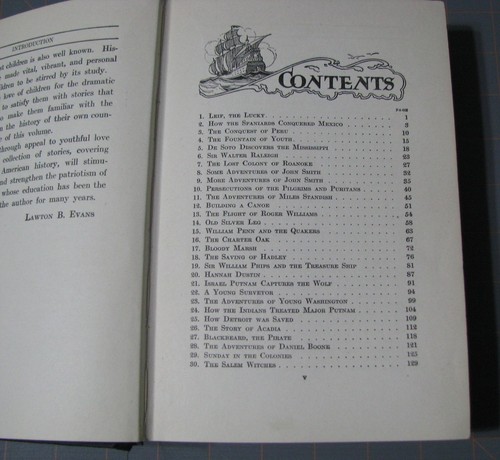 INTRODUCTION
children is also well known. His-
made vital, vibrant, and personal
to be stirred by its study.
love of children for the dramatic
to satisfy them with stories that
make them familiar with the
the history of their own coun-
of this volume.
through appeal to youthful love
collection of stories, covering
American history, will stimu-
and strengthen the patriotism of
whose education has been the
the author for many years.
LAWTON B. EVANS
CONTENTS
PAGE
1. LEIF, THE LUCKY 1
2. HOW THE SPANIARDS CONQUERED MEXICO
3. THE CONQUEST OF PERU 10
4. THE FOUNTAIN OF YOUTH 15
5. DE SOTO DISCOVERS THE MISSISSIPPI 18
6. SIR WALTER RALEIGH 23
7. THE LOST COLONY OF ROANOKE 27
8. SOME ADVENTURES OF JOHN SMITH
9. MORE ADVENTURES OF JOHN SMITH 35
10. PERSECUTIONS OF THE PILGRIMS AND PURITANS 40
11. THE ADVENTURES OF MILES STANDISH 45
12. BUILDING A CANOE 51
13. THE FLIGHT OF ROGER WILLIAMS 54
14. OLD SILVER LEG 58
15. WILLIAM PENN AND THE QUAKERS 63
16. THE CHARTER OAK 67
17. BLOODY MARSH 72
18. THE SAVING OF HADLEY 76
19. SIR WILLIAM PHIPS AND THE TREASURE SHIP 81
20. HANNAH DUSTIN 87
21. ISRAEL PUTNAM CAPTURES THE WOLF 91
22. A YOUNG SURVEYOR 94
23. THE ADVENTURES OF YOUNG WASHINGTON 99
24. HOW THE INDIANS TREATED MAJOR PUTNAM 104
25. HOW DETROIT WAS SAVED 109
26. THE STORY OF ACADIA 112
27. BLACKBEARD, THE PIRATE 116
28. THE ADVENTURES OF DANIEL BOONE 121
29. SUNDAY IN THE COLONIES 125
30. THE SALEM WITCHES 129
V